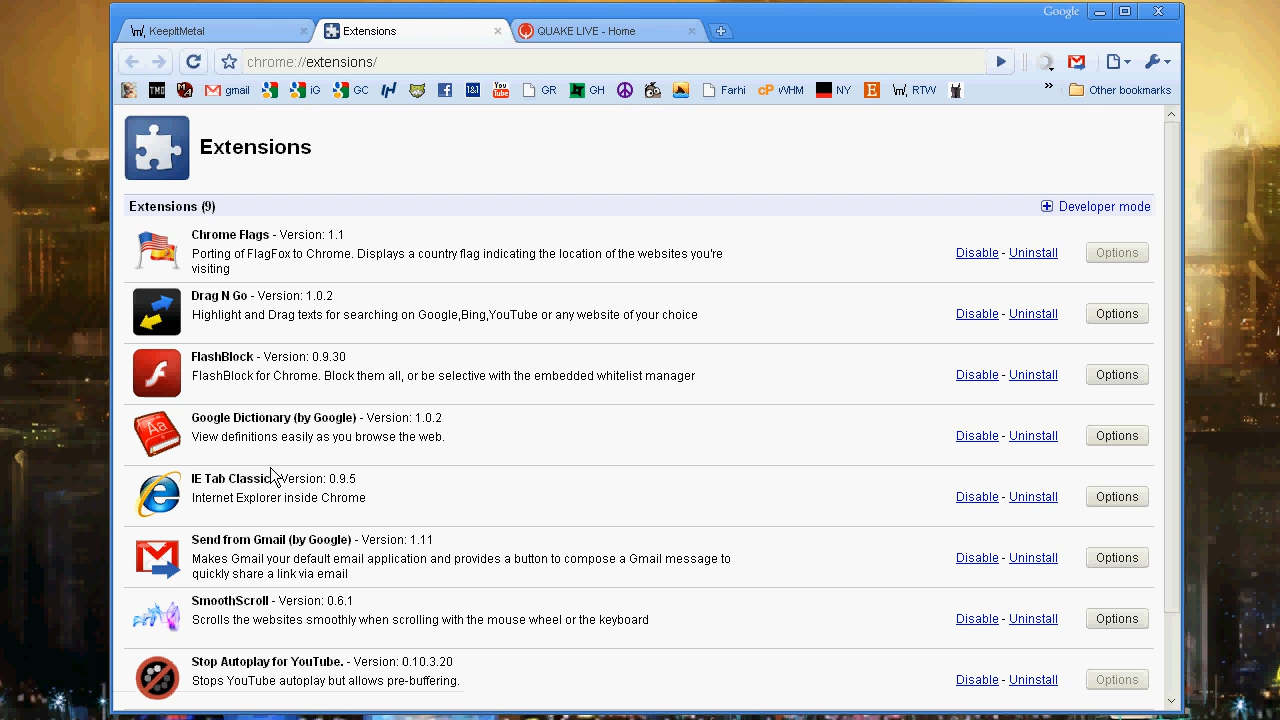 Google
KeepItMetal
Extensions
QUAKE LIVE - Home
chrome://extensions/
TMD
gmail
iG
GC
You Tube
GR
GH
Farhi
cP WHM
NY
E
RTW
Other bookmarks
Extensions
Extensions (9)
Developer mode
Chrome Flags - Version: 1.1
Porting of FlagFox to Chrome. Displays a country flag indicating the location of the websites you're
visiting
Disable - Uninstall
Options
Drag N Go - Version: 1.0.2
Highlight and Drag texts for searching on Google,Bing,YouTube or any website of your choice
Disable - Uninstall
Options
FlashBlock - Version: 0.9.30
FlashBlock for Chrome. Block them all, or be selective with the embedded whitelist manager
Disable - Uninstall
Options
Aa
Google Dictionary (by Google) - Version: 1.0.2
View definitions easily as you browse the web.
Disable - Uninstall
Options
IE Tab Classic Version: 0.9.5
Internet Explorer inside Chrome
Disable - Uninstall
Options
Send from Gmail (by Google) - Version: 1.11
Makes Gmail your default email application and provides a button to compose a Gmail message to
quickly share a link via email
Disable - Uninstall
Options
SmoothScroll - Version: 0.6.1
Scrolls the websites smoothly when scrolling with the mouse wheel or the keyboard
Disable - Uninstall
Options
Stop Autoplay for YouTube. - Version: 0.10.3.20
Stops YouTube autoplay but allows pre-buffering.
Disable - Uninstall
Options